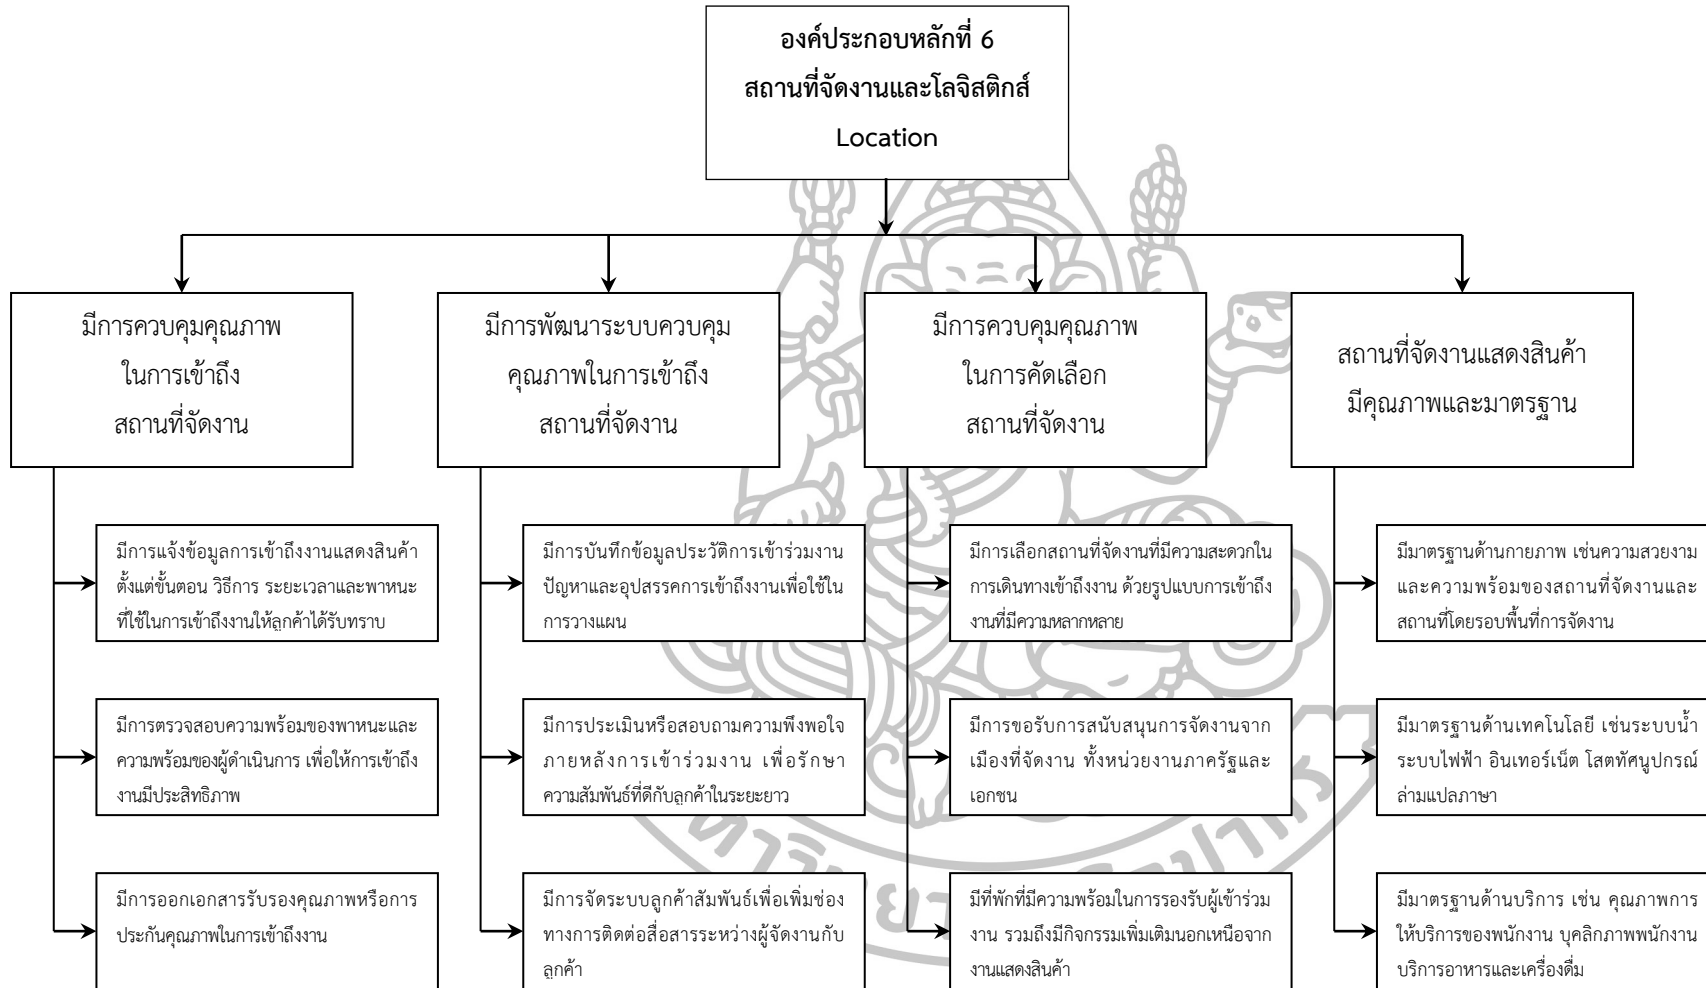 องค์ประกอบหลักที่ 6
สถานที่จัดงานและโลจิสติกส์
Location
มีการควบคุมคุณภาพ
ในการเข้าถึง
สถานที่จัดงาน
มีการแจ้งข้อมูลการเข้าถึงงานแสดงสินค้า
ตั้งแต่ขั้นตอน วิธีการ ระยะเวลาและพาหนะ
ที่ใช้ในการเข้าถึงงานให้ลูกค้าได้รับทราบ
มีการตรวจสอบความพร้อมของพาหนะและ
ความพร้อมของผู้ดำเนินการ เพื่อให้การเข้าถึง
งานมีประสิทธิภาพ
มีการออกเอกสารรับรองคุณภาพหรือการ
ประกันคุณภาพในการเข้าถึงงาน
มีการพัฒนาระบบควบคุม
คุณภาพในการเข้าถึง
สถานที่จัดงาน
มีการบันทึกข้อมูลประวัติการเข้าร่วมงาน
ปัญหาและอุปสรรคการเข้าถึงงานเพื่อใช้ใน
การวางแผน
มีการประเมินหรือสอบถามความพึงพอใจ
ภายหลังการเข้าร่วมงาน เพื่อรักษา
ความสัมพันธ์ที่ดีกับลูกค้าในระยะยาว
มีการจัดระบบลูกค้าสัมพันธ์เพื่อเพิ่มช่อง
ทางการติดต่อสื่อสารระหว่างผู้จัดงานกับ
ลูกค้า
มีการควบคุมคุณภาพ
ในการคัดเลือก
สถานที่จัดงาน
มีการเลือกสถานที่จัดงานที่มีความสะดวกใน
การเดินทางเข้าถึงงาน ด้วยรูปแบบการเข้าถึง
งานที่มีความหลากหลาย
มีการขอรับการสนับสนุนการจัดงานจาก
เมืองที่จัดงาน ทั้งหน่วยงานภาครัฐและ
เอกชน
มีที่พักที่มีความพร้อมในการรองรับผู้เข้าร่วม
งาน รวมถึงมีกิจกรรมเพิ่มเติมนอกเหนือจาก
งานแสดงสินค้า
สถานที่จัดงานแสดงสินค้า
มีคุณภาพและมาตรฐาน
มีมาตรฐานด้านกายภาพ เช่นความสวยงาม
และความพร้อมของสถานที่จัดงานและ
สถานที่โดยรอบพื้นที่การจัดงาน
มีมาตรฐานด้านเทคโนโลยี เช่นระบบน้ำ
ระบบไฟฟ้า อินเทอร์เน็ต โสตทัศนูปกรณ์
ล่ามแปลภาษา
มีมาตรฐานด้านบริการ เช่น คุณภาพการ
ให้บริการของพนักงาน บุคลิกภาพพนักงาน
บริการอาหารและเครื่องดื่ม